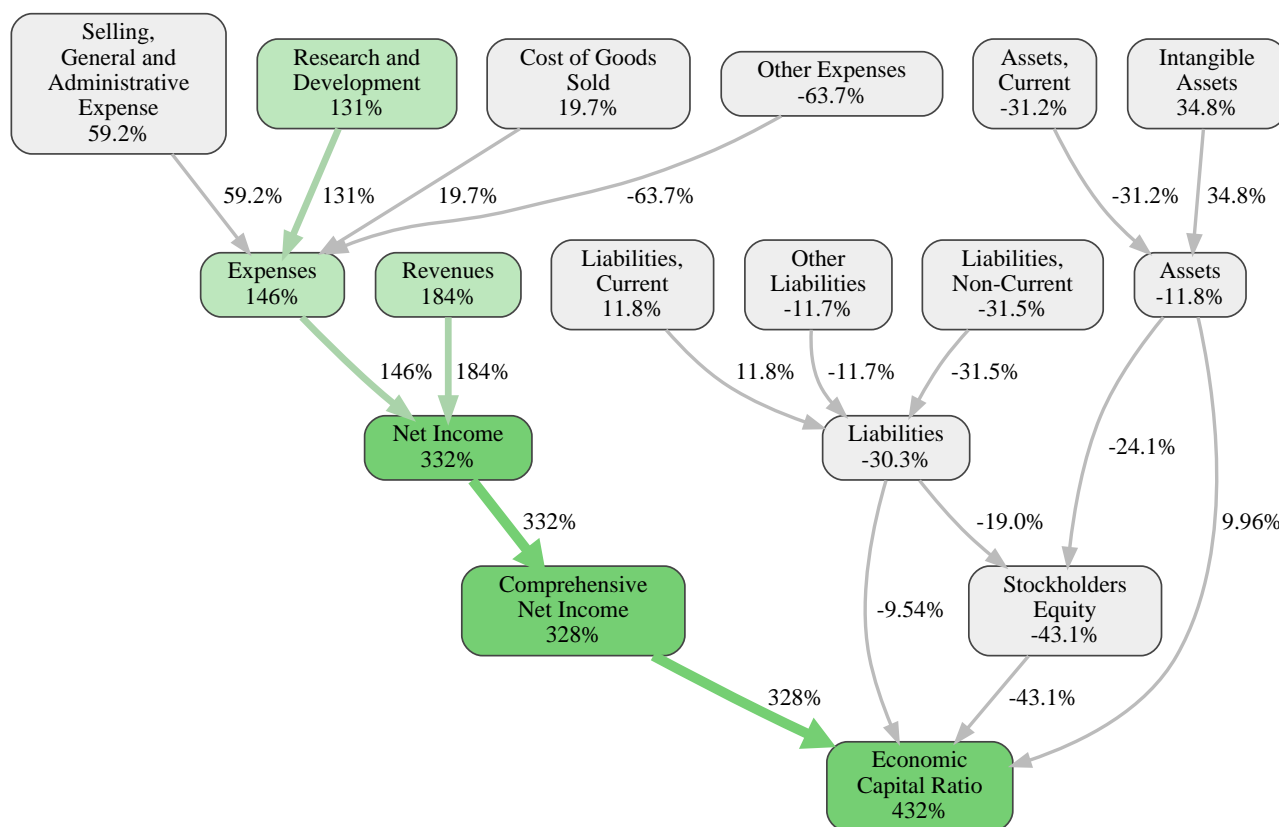 Selling,
General and
Administrative
Expense
59.2%
Research and
Development
131%
Cost of Goods
Sold
19.7%
Other Expenses
-63.7%
Assets,
Current
-31.2%
Intangible
Assets
34.8%
59.2%
131%
19.7%
-63.7%
-31.2%
34.8%
Expenses
146%
Revenues
184%
Liabilities,
Current
11.8%
Other
Liabilities
-11.7%
Liabilities,
Non-Current
-31.5%
Assets
-11.8%
146%
184%
11.8%
-11.7%
-31.5%
Net Income
332%
Liabilities
-30.3%
-24.1%
332%
-19.0%
9.96%
Comprehensive
Net Income
328%
-9.54%
Stockholders
Equity
-43.1%
328%
-43.1%
Economic
Capital Ratio
432%